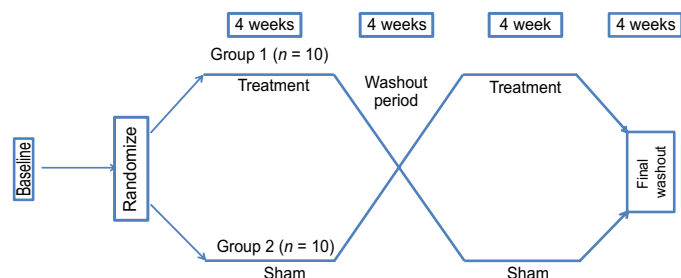 4 weeks
4 weeks
4 week
4 weeks
Group 1 (n = 10)
Treatment
Washout
period
Treatment
Baseline
Randomize
Final
washout
Group 2 (n = 10)
Sham
Sham